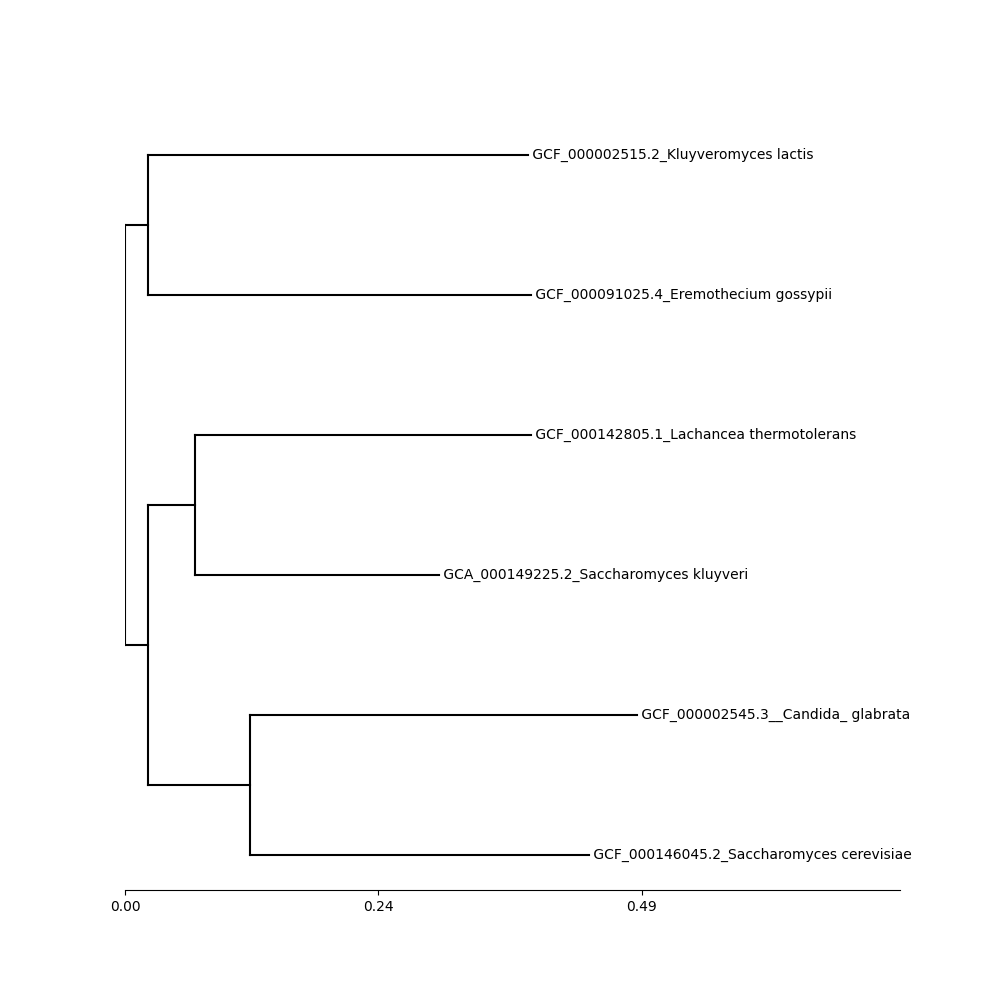 GCF_000002515.2_Kluyveromyces lactis
GCF_000091025.4_Eremothecium gossypii
GCF_000142805.1_Lachancea thermotolerans
GCA_000149225.2_Saccharomyces kluyveri
GCF_000002545.3__Candida_ glabrata
GCF_000146045.2_Saccharomyces cerevisiae
0.00 0.24 0.49